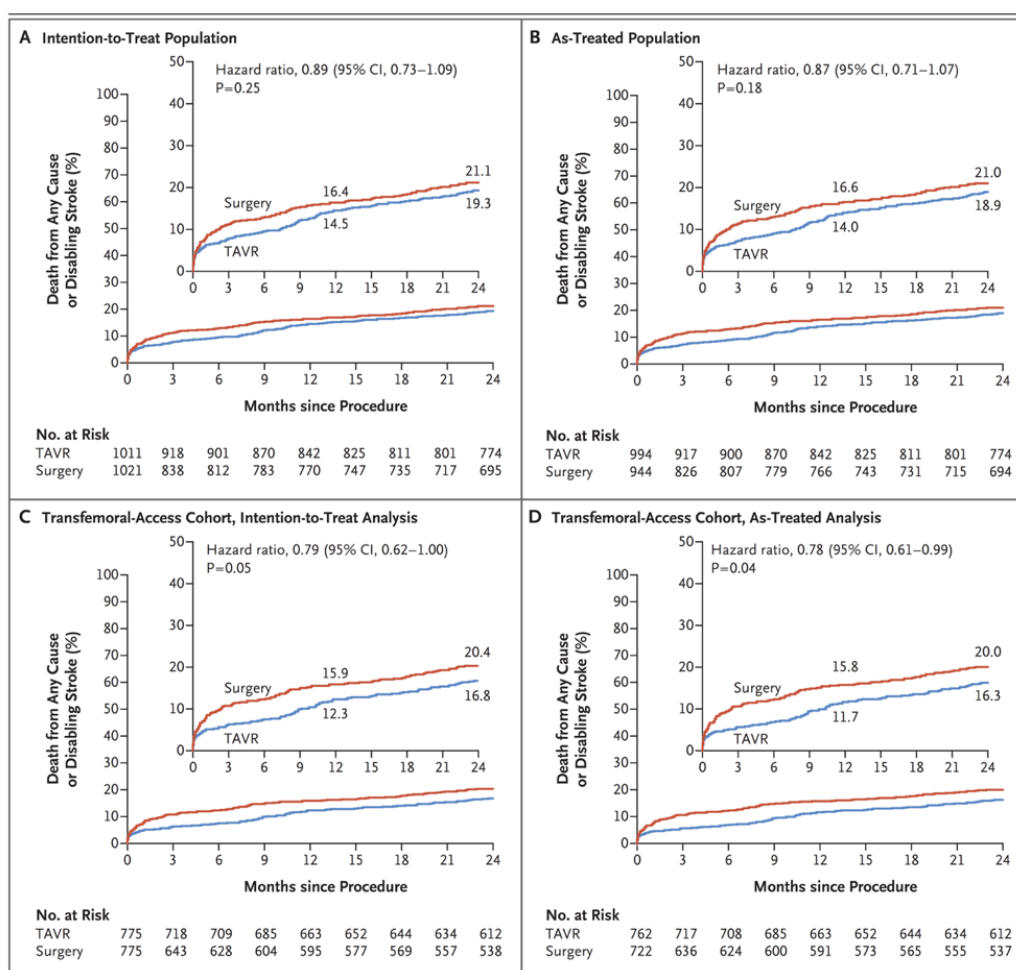 A Intention-to-Treat Population
Hazard ratio, 0.89 (95% CI, 0.73–1.09)
P=0.25
Death from Any Cause
or Disabling Stroke (%)
100
90
80
70
60
50
40
30
20
10
0
50
40
30
20
10
0
Surgery
TAVR
16.4
14.5
21.1
19.3
0 3 6 9 12 15 18 21 24
0 3 6 9 12 15 18 21 24
Months since Procedure
No. at Risk
TAVR 1011 918 901 870 842 825 811 801 774
Surgery 1021 838 812 783 770 747 735 717 695
B As-Treated Population
Hazard ratio, 0.87 (95% CI, 0.71–1.07)
P=0.18
Death from Any Cause
or Disabling Stroke (%)
100
90
80
70
60
50
40
30
20
10
0
50
40
30
20
10
0
Surgery
TAVR
16.6
14.0
21.0
18.9
0 3 6 9 12 15 18 21 24
0 3 6 9 12 15 18 21 24
Months since Procedure
No. at Risk
TAVR 994 917 900 870 842 825 811 801 774
Surgery 944 826 807 779 766 743 731 715 694
C Transfemoral-Access Cohort, Intention-to-Treat Analysis
Hazard ratio, 0.79 (95% CI, 0.62–1.00)
P=0.05
Death from Any Cause
or Disabling Stroke (%)
100
90
80
70
60
50
40
30
20
10
0
50
40
30
20
10
0
Surgery
TAVR
15.9
12.3
20.4
16.8
0 3 6 9 12 15 18 21 24
0 3 6 9 12 15 18 21 24
Months since Procedure
No. at Risk
TAVR 775 718 709 685 663 652 644 634 612
Surgery 775 643 628 604 595 577 569 557 538
D Transfemoral-Access Cohort, As-Treated Analysis
Hazard ratio, 0.78 (95% CI, 0.61–0.99)
P=0.04
Death from Any Cause
or Disabling Stroke (%)
100
90
80
70
60
50
40
30
20
10
0
50
40
30
20
10
0
Surgery
TAVR
15.8
11.7
20.0
16.3
0 3 6 9 12 15 18 21 24
0 3 6 9 12 15 18 21 24
Months since Procedure
No. at Risk
TAVR 762 717 708 685 663 652 644 634 612
Surgery 722 636 624 600 591 573 565 555 537